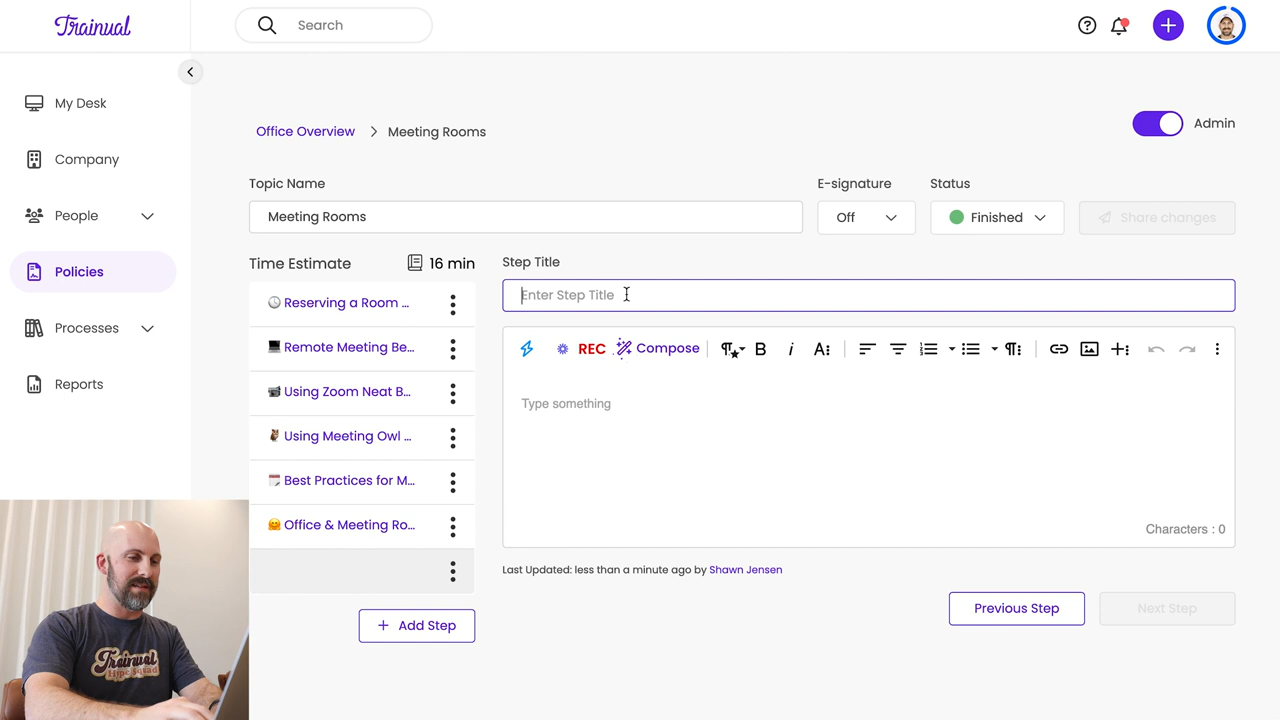 Trainual
Search
My Desk
Company
People
Policies
Processes
Reports
Office Overview > Meeting Rooms
Admin
Topic Name
E-signature
Status
Meeting Rooms
Off
Finished
Share changes
Time Estimate
16 min
Step Title
Reserving a Room ...
Remote Meeting Be...
Using Zoom Neat B...
Using Meeting Owl ...
Best Practices for M...
Office & Meeting Ro...
+ Add Step
Enter Step Title
REC Compose B i A
Type something
Characters : 0
Last Updated: less than a minute ago by Shawn Jensen
Previous Step
Next Step
Trainual
Hype Squad